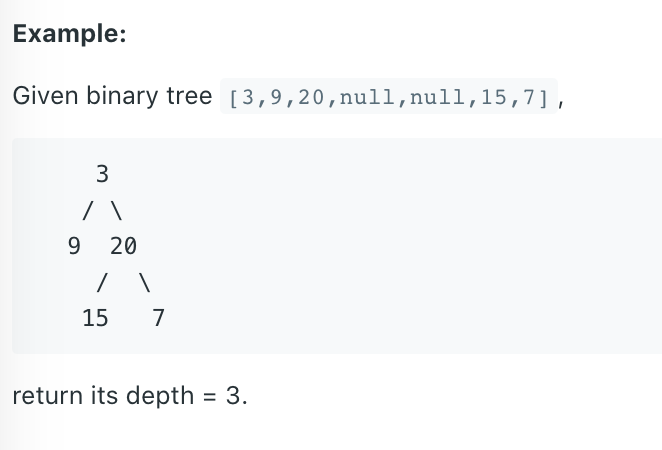 Example:
Given binary tree [3,9,20,null,null,15,7],
3
/ \
9 20
/ \
15 7
return its depth = 3.